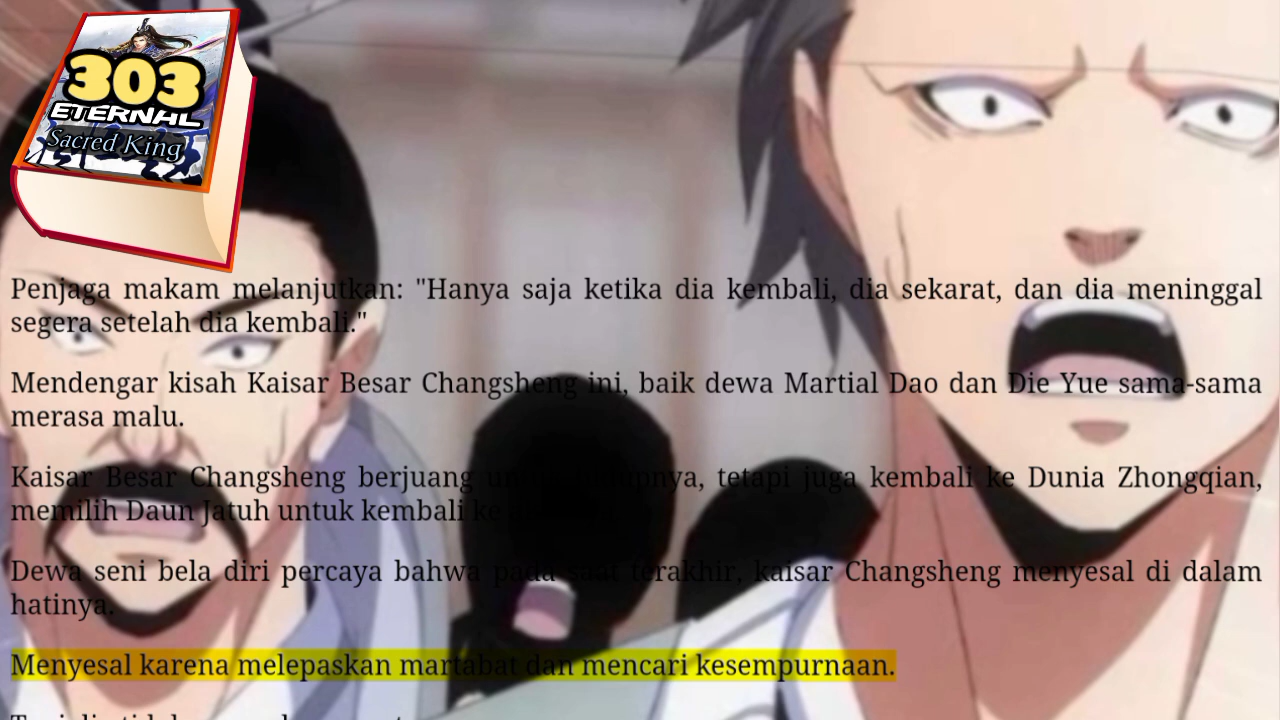 303
ETERNAL
Sacred King
Penjaga makam melanjutkan: "Hanya saja ketika dia kembali, dia sekarat, dan dia meninggal
segera setelah dia kembali."
Mendengar kisah Kaisar Besar Changsheng ini, baik dewa Martial Dao dan Die Yue sama-sama
merasa malu.
Kaisar Besar Changsheng berjuang untuk hidupnya, tetapi juga kembali ke Dunia Zhongqian,
memilih Daun Jatuh untuk kembali ke
Dewa seni bela diri percaya bahwa pada saat terakhir, kaisar Changsheng menyesal di dalam
hatinya.
Menyesal karena melepaskan martabat dan mencari kesempurnaan.